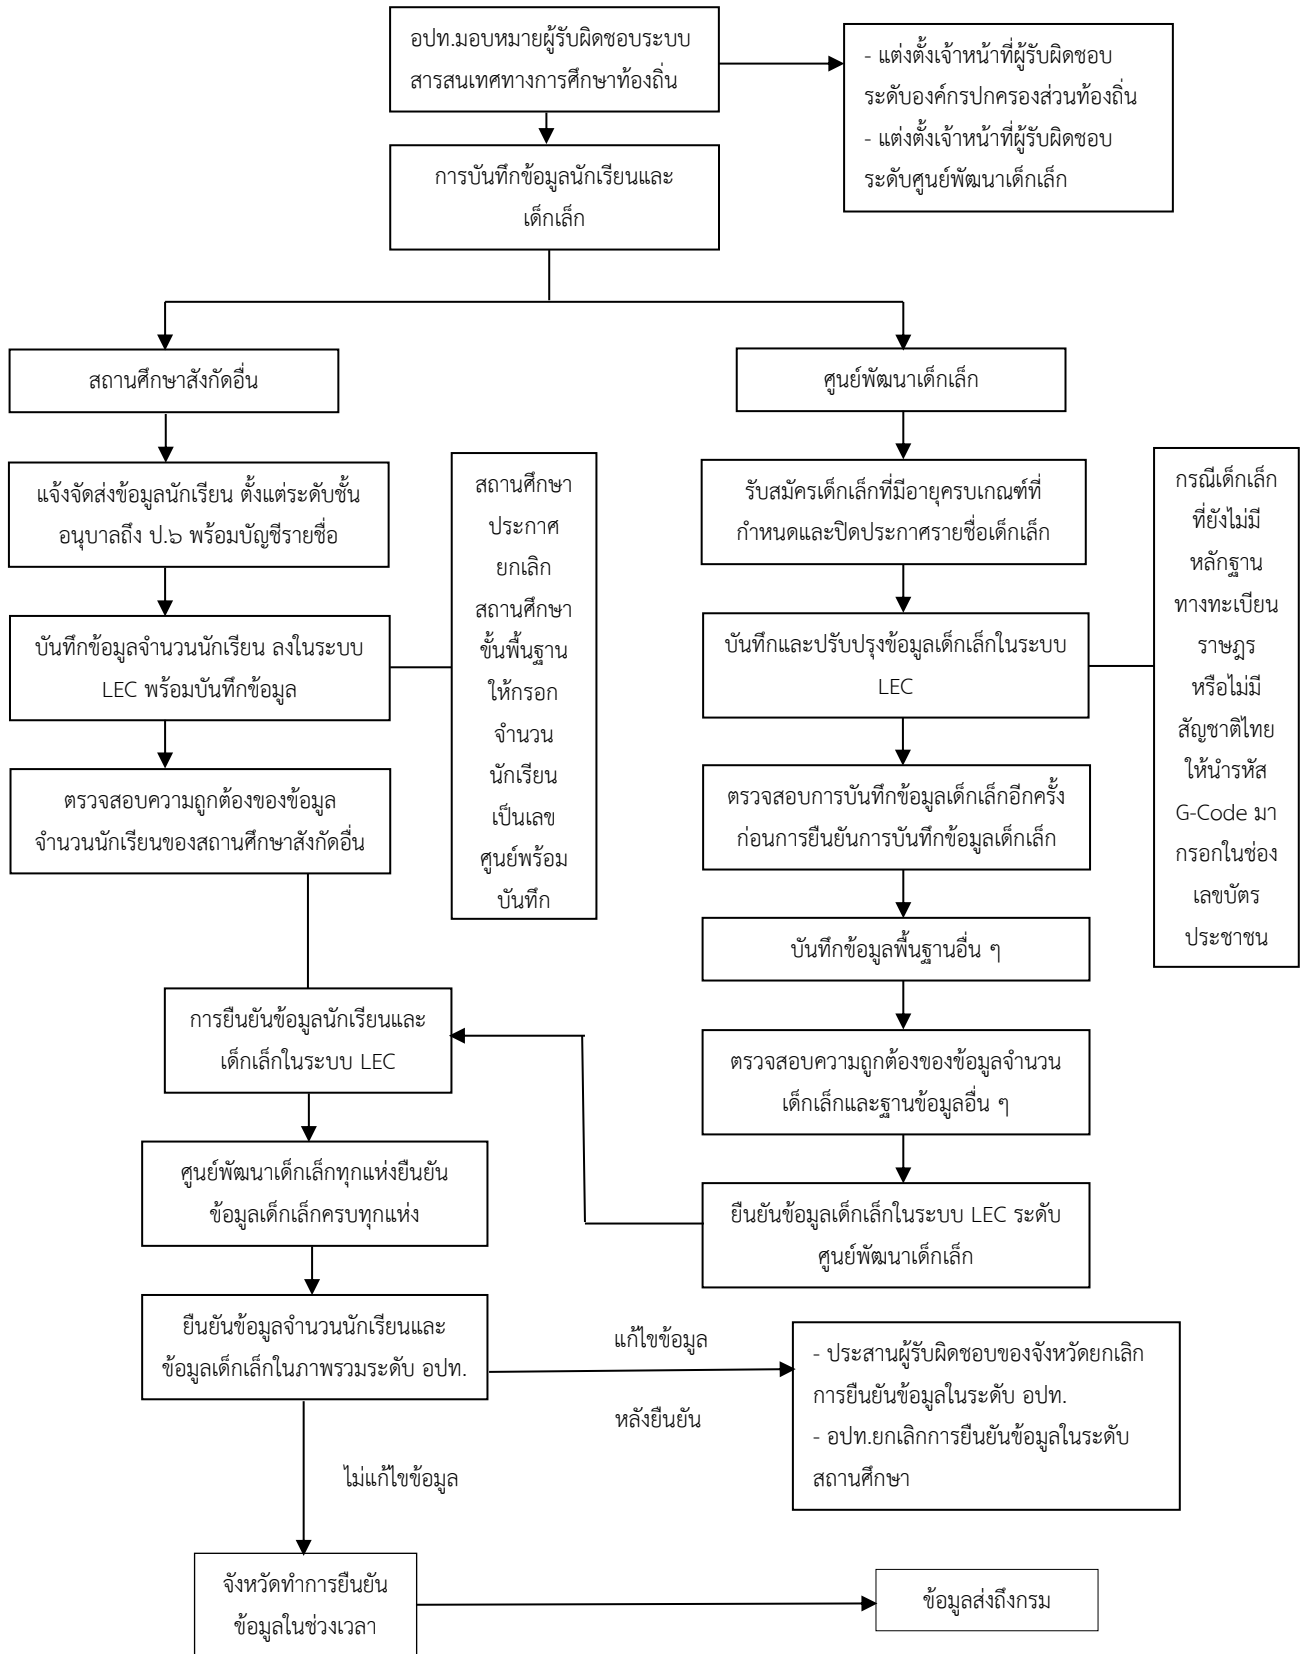 อปท.มอบหมายผู้รับผิดชอบระบบ
สารสนเทศทางการศึกษาท้องถิ่น
- แต่งตั้งเจ้าหน้าที่ผู้รับผิดชอบ
ระดับองค์กรปกครองส่วนท้องถิ่น
- แต่งตั้งเจ้าหน้าที่ผู้รับผิดชอบ
ระดับศูนย์พัฒนาเด็กเล็ก
การบันทึกข้อมูลนักเรียนและ
เด็กเล็ก
สถานศึกษาสังกัดอื่น
แจ้งจัดส่งข้อมูลนักเรียน ตั้งแต่ระดับชั้น
อนุบาลถึง ป.๖ พร้อมบัญชีรายชื่อ
บันทึกข้อมูลจำนวนนักเรียน ลงในระบบ
LEC พร้อมบันทึกข้อมูล
ตรวจสอบความถูกต้องของข้อมูล
จำนวนนักเรียนของสถานศึกษาสังกัดอื่น
สถานศึกษา
ประกาศ
ยกเลิก
สถานศึกษา
ขั้นพื้นฐาน
ให้กรอก
จำนวน
นักเรียน
เป็นเลข
ศูนย์พร้อม
บันทึก
ศูนย์พัฒนาเด็กเล็ก
รับสมัครเด็กเล็กที่มีอายุครบเกณฑ์ที่
กำหนดและปิดประกาศรายชื่อเด็กเล็ก
บันทึกและปรับปรุงข้อมูลเด็กเล็กในระบบ
LEC
ตรวจสอบการบันทึกข้อมูลเด็กเล็กอีกครั้ง
ก่อนการยืนยันการบันทึกข้อมูลเด็กเล็ก
บันทึกข้อมูลพื้นฐานอื่น ๆ
ตรวจสอบความถูกต้องของข้อมูลจำนวน
เด็กเล็กและฐานข้อมูลอื่น ๆ
ยืนยันข้อมูลเด็กเล็กในระบบ LEC ระดับ
ศูนย์พัฒนาเด็กเล็ก
กรณีเด็กเล็ก
ที่ยังไม่มี
หลักฐาน
ทางทะเบียน
ราษฎร
หรือไม่มี
สัญชาติไทย
ให้นำรหัส
G-Code มา
กรอกในช่อง
เลขบัตร
ประชาชน
การยืนยันข้อมูลนักเรียนและ
เด็กเล็กในระบบ LEC
ศูนย์พัฒนาเด็กเล็กทุกแห่งยืนยัน
ข้อมูลเด็กเล็กครบทุกแห่ง
ยืนยันข้อมูลจำนวนนักเรียนและ
ข้อมูลเด็กเล็กในภาพรวมระดับ อปท.
แก้ไขข้อมูล
หลังยืนยัน
- ประสานผู้รับผิดชอบของจังหวัดยกเลิก
การยืนยันข้อมูลในระดับ อปท.
- อปท.ยกเลิกการยืนยันข้อมูลในระดับ
สถานศึกษา
ไม่แก้ไขข้อมูล
จังหวัดทำการยืนยัน
ข้อมูลในช่วงเวลา
ข้อมูลส่งถึงกรม